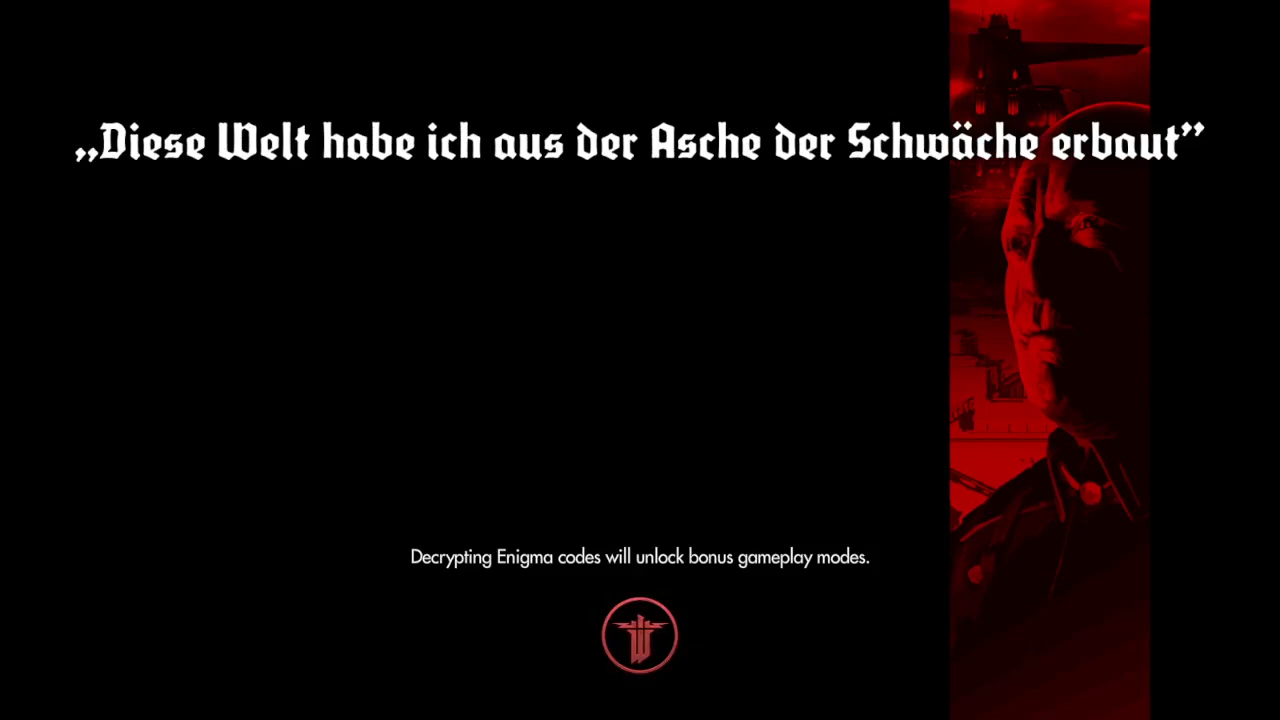 „Diese Welt habe ich aus der Asche der Schwäche erbaut”
Decrypting Enigma codes will unlock bonus gameplay modes.